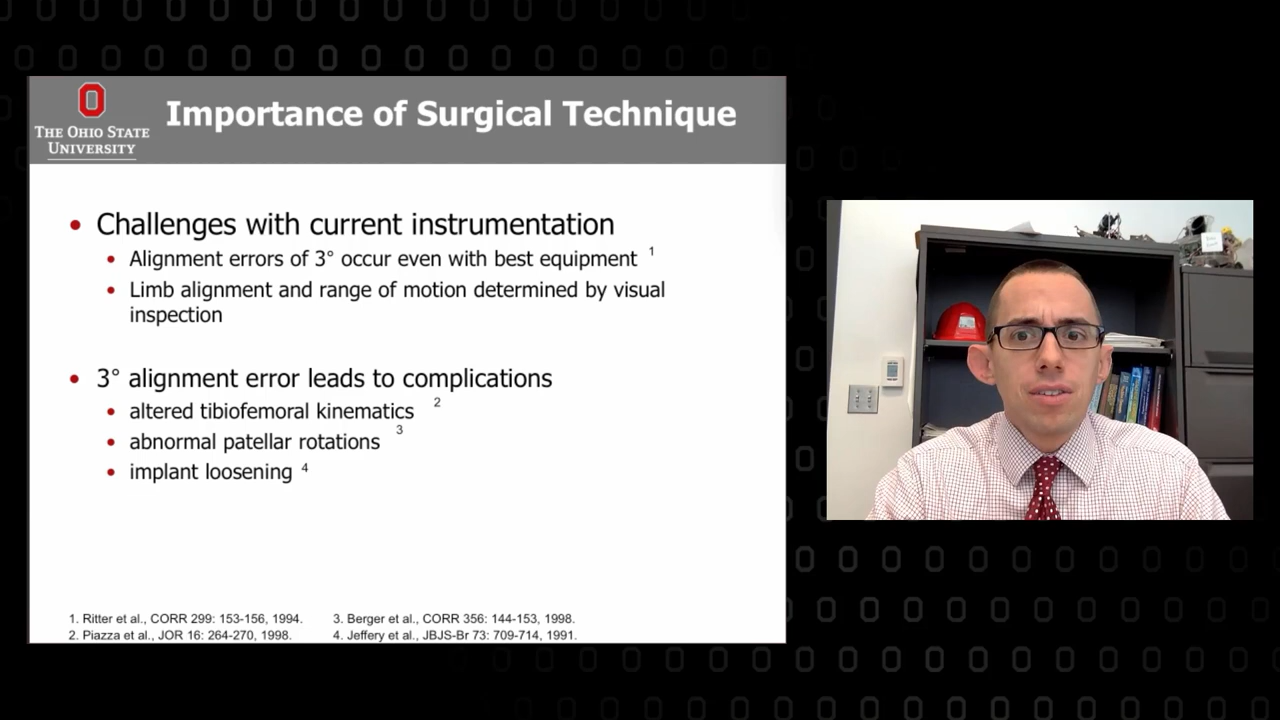 THE OHIO STATE
UNIVERSITY
Importance of Surgical Technique
• Challenges with current instrumentation
• Alignment errors of 3° occur even with best equipment 1
• Limb alignment and range of motion determined by visual
inspection
• 3° alignment error leads to complications
• altered tibiofemoral kinematics 2
• abnormal patellar rotations 3
• implant loosening 4
1. Ritter et al., CORR 299: 153-156, 1994.
2. Piazza et al., JOR 16: 264-270, 1998.
3. Berger et al., CORR 356: 144-153, 1998.
4. Jeffery et al., JBJS-Br 73: 709-714, 1991.